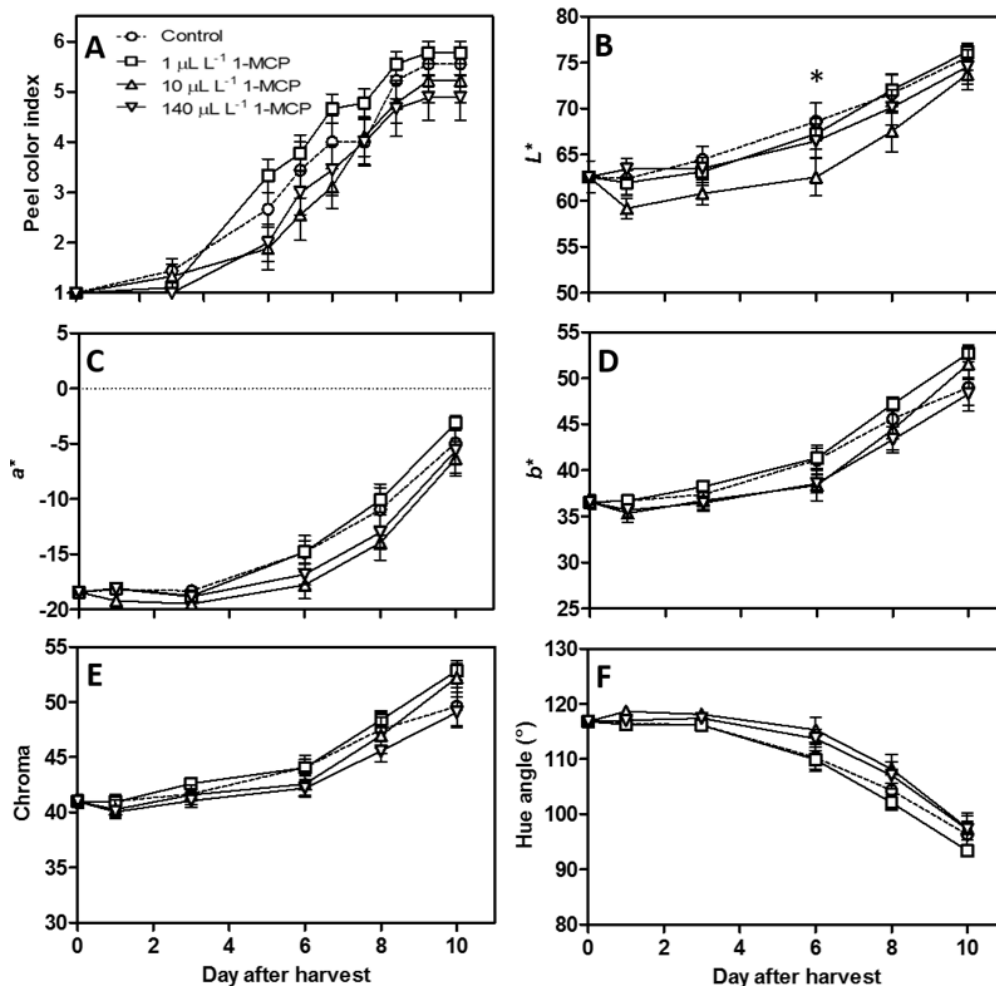 A
Control
1 μL L⁻¹ 1-MCP
10 μL L⁻¹ 1-MCP
140 μL L⁻¹ 1-MCP
Peel color index
6
5
4
3
2
1
B
*
L*
80
75
70
65
60
55
50
C
a*
5
0
-5
-10
-15
-20
D
b*
55
50
45
40
35
30
25
E
Chroma
55
50
45
40
35
30
0 2 4 6 8 10
Day after harvest
F
Hue angle (°)
130
120
110
100
90
80
0 2 4 6 8 10
Day after harvest